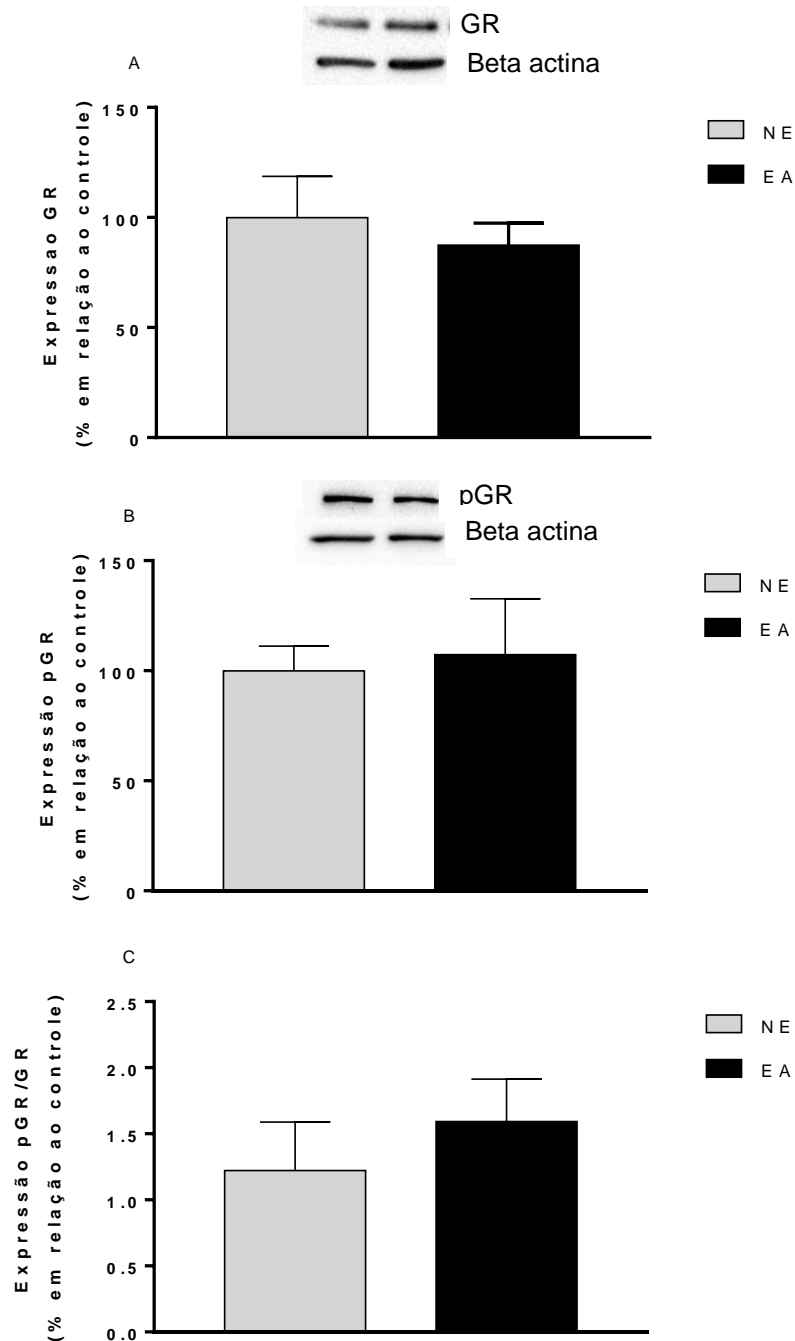 GR
Beta actina
A
150
100
50
0
Expressao GR
(% em relação ao controle)
NE
EA
pGR
Beta actina
B
150
100
50
0
Expressão pGR
(% em relação ao controle)
NE
EA
C
2.5
2.0
1.5
1.0
0.5
0.0
Expressão pGR/GR
(% em relação ao controle)
NE
EA